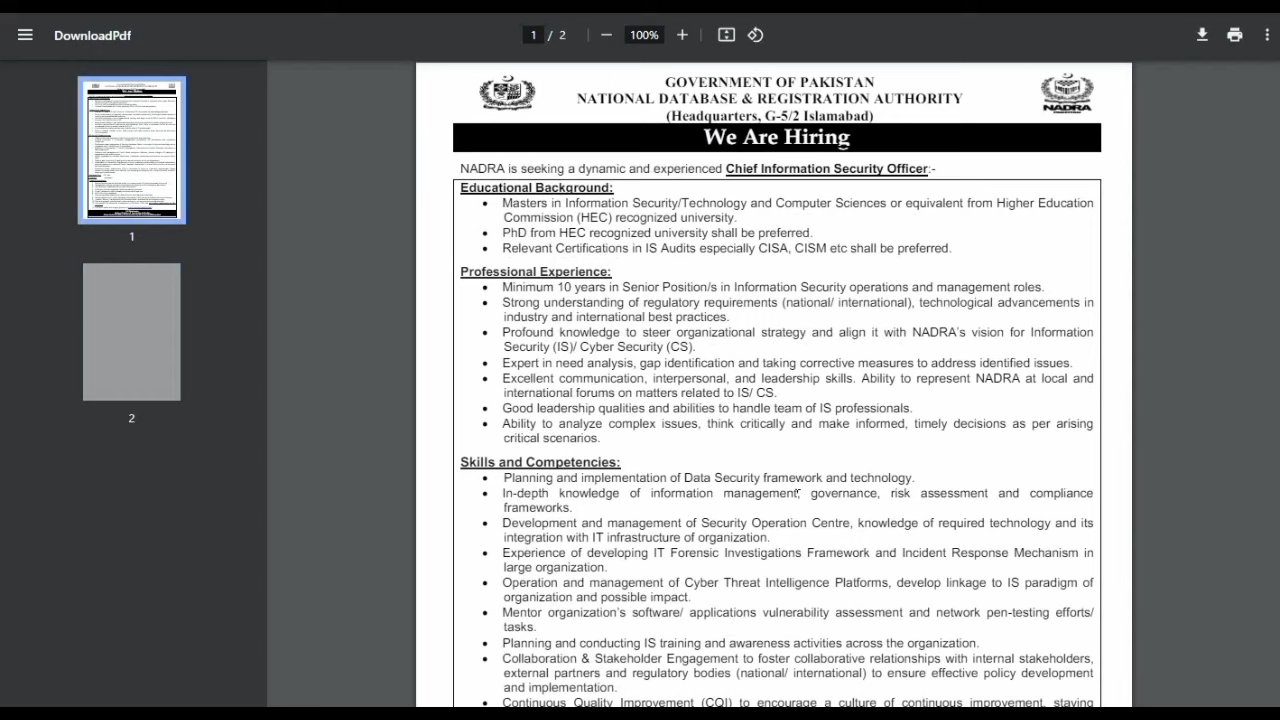 DownloadPdf
1 / 2
100%
GOVERNMENT OF PAKISTAN
NATIONAL DATABASE & REGISTRATION AUTHORITY
(Headquarters, G-5/2 Islamabad)
NADRA
We Are Hiring
NADRA is seeking a dynamic and experienced Chief Information Security Officer:-
Educational Background:
• Masters in Information Security/Technology and Computer Sciences or equivalent from Higher Education
Commission (HEC) recognized university.
• PhD from HEC recognized university shall be preferred.
• Relevant Certifications in IS Audits especially CISA, CISM etc shall be preferred.
Professional Experience:
• Minimum 10 years in Senior Position/s in Information Security operations and management roles.
• Strong understanding of regulatory requirements (national/ international), technological advancements in
industry and international best practices.
• Profound knowledge to steer organizational strategy and align it with NADRA's vision for Information
Security (IS)/ Cyber Security (CS).
• Expert in need analysis, gap identification and taking corrective measures to address identified issues.
• Excellent communication, interpersonal, and leadership skills. Ability to represent NADRA at local and
international forums on matters related to IS/ CS.
• Good leadership qualities and abilities to handle team of IS professionals.
• Ability to analyze complex issues, think critically and make informed, timely decisions as per arising
critical scenarios.
Skills and Competencies:
• Planning and implementation of Data Security framework and technology.
• In-depth knowledge of information management, governance, risk assessment and compliance
frameworks.
• Development and management of Security Operation Centre, knowledge of required technology and its
integration with IT infrastructure of organization.
• Experience of developing IT Forensic Investigations Framework and Incident Response Mechanism in
large organization.
• Operation and management of Cyber Threat Intelligence Platforms, develop linkage to IS paradigm of
organization and possible impact.
• Mentor organization's software/ applications vulnerability assessment and network pen-testing efforts/
tasks.
• Planning and conducting IS training and awareness activities across the organization.
• Collaboration & Stakeholder Engagement to foster collaborative relationships with internal stakeholders,
external partners and regulatory bodies (national/ international) to ensure effective policy development
and implementation.
• Continuous Quality Improvement (CQI) to encourage a culture of continuous improvement, staying
1
2